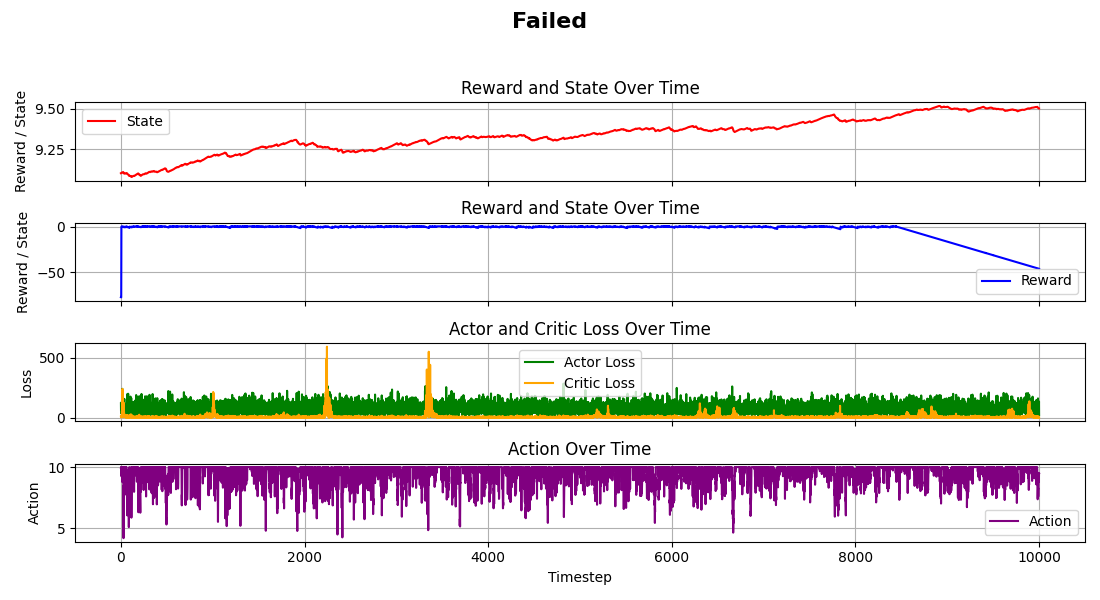 Failed
Reward and State Over Time
Reward / State
9.50
9.25
State
Reward and State Over Time
Reward / State
0
−50
Reward
Actor and Critic Loss Over Time
Loss
500
0
Actor Loss
Critic Loss
Action Over Time
Action
10
5
Action
0 2000 4000 6000 8000 10000
Timestep